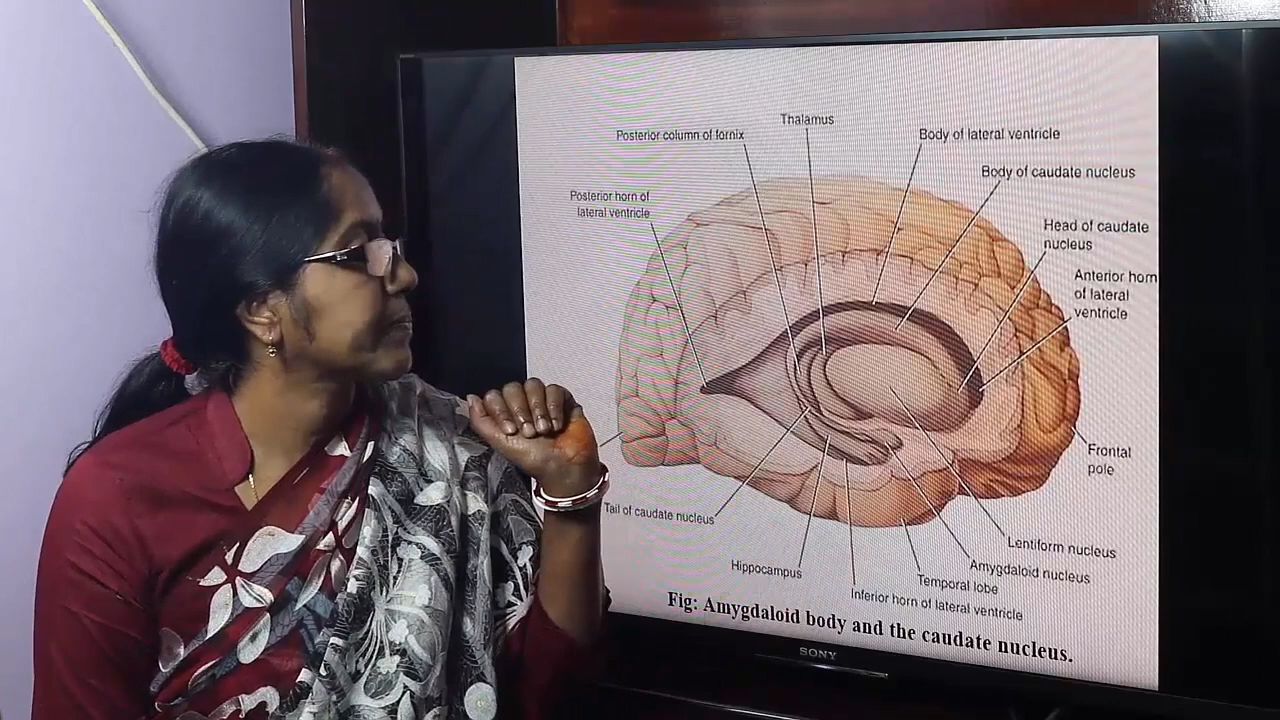 Thalamus
Posterior column of fornix
Body of lateral ventricle
Body of caudate nucleus
Posterior horn of
lateral ventricle
Head of caudate
nucleus
Anterior horn
of lateral
ventricle
Frontal
pole
Tail of caudate nucleus
Lentiform nucleus
Hippocampus
Amygdaloid nucleus
Temporal lobe
Inferior horn of lateral ventricle
Fig: Amygdaloid body and the caudate nucleus.
SONY